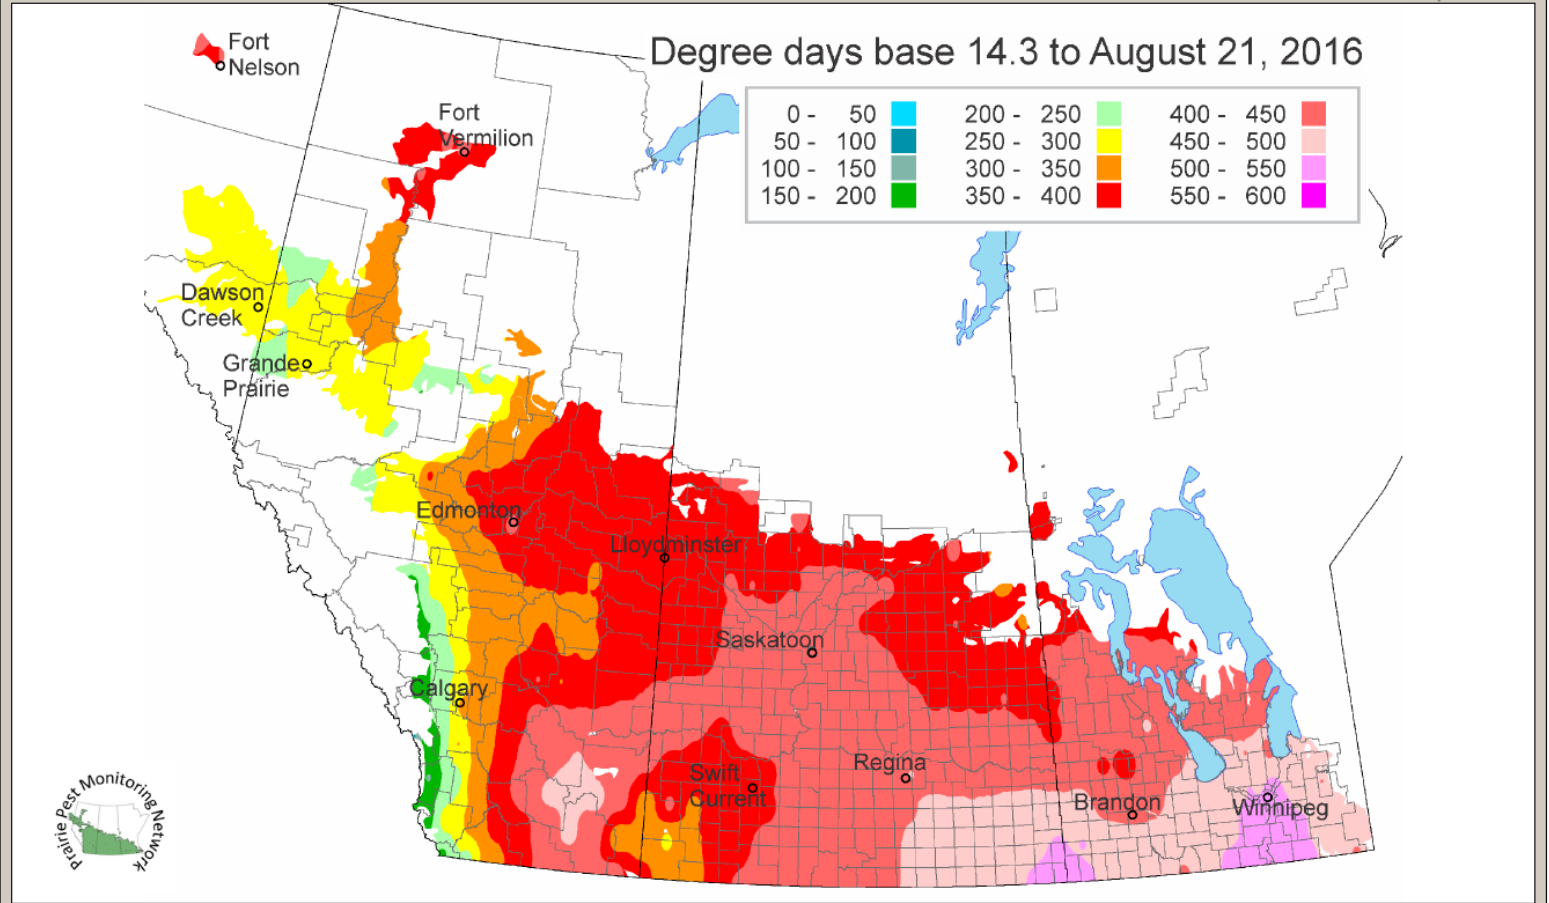 Degree days base 14.3 to August 21, 2016
0 - 50
50 - 100
100 - 150
150 - 200
200 - 250
250 - 300
300 - 350
350 - 400
400 - 450
450 - 500
500 - 550
550 - 600
Fort
Nelson
Fort
Vermilion
Dawson
Creek
Grande
Prairie
Edmonton
Lloydminster
Saskatoon
Calgary
Swift
Current
Regina
Brandon
Winnipeg
Prairie Pest Monitoring Network